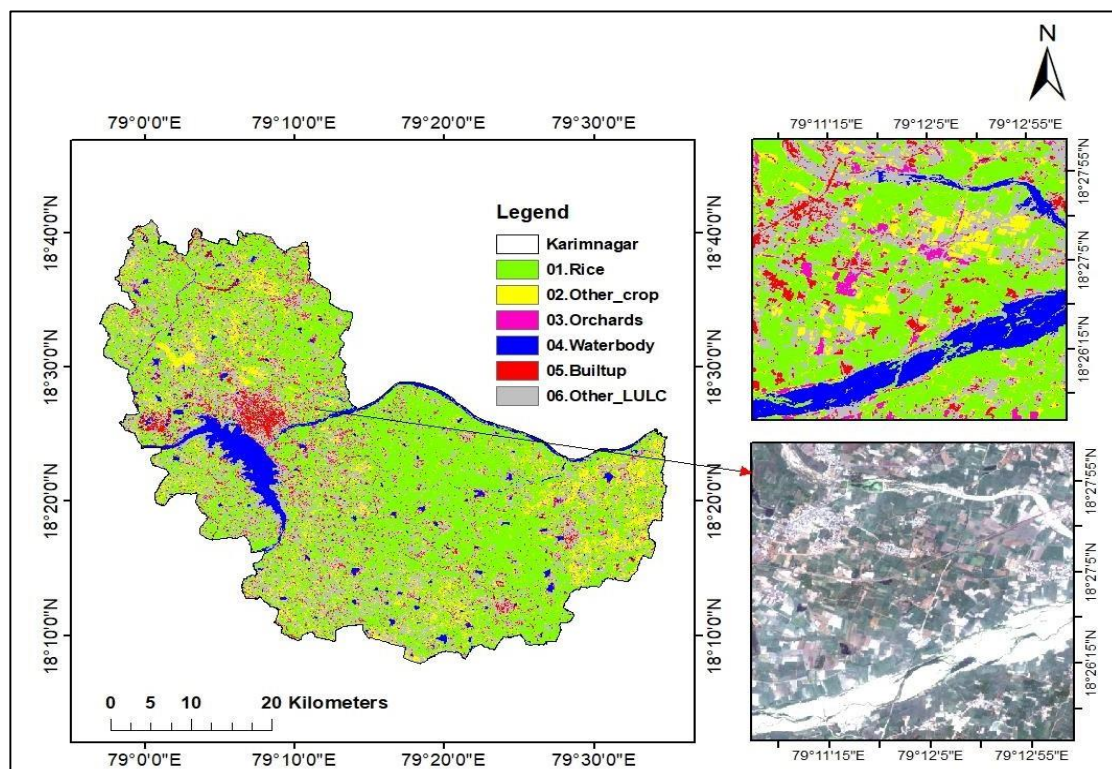 N
79°0'0"E 79°10'0"E 79°20'0"E 79°30'0"E
79°11'15"E 79°12'5"E 79°12'55"E
18°40'0"N
18°30'0"N
18°20'0"N
18°10'0"N
Legend
Karimnagar
01.Rice
02.Other_crop
03.Orchards
04.Waterbody
05.Builtup
06.Other_LULC
18°40'0"N
18°30'0"N
18°20'0"N
18°10'0"N
18°27'55"N
18°27'5"N
18°26'15"N
18°27'55"N
18°27'5"N
18°26'15"N
0 5 10 20 Kilometers
79°0'0"E 79°10'0"E 79°20'0"E 79°30'0"E
79°11'15"E 79°12'5"E 79°12'55"E